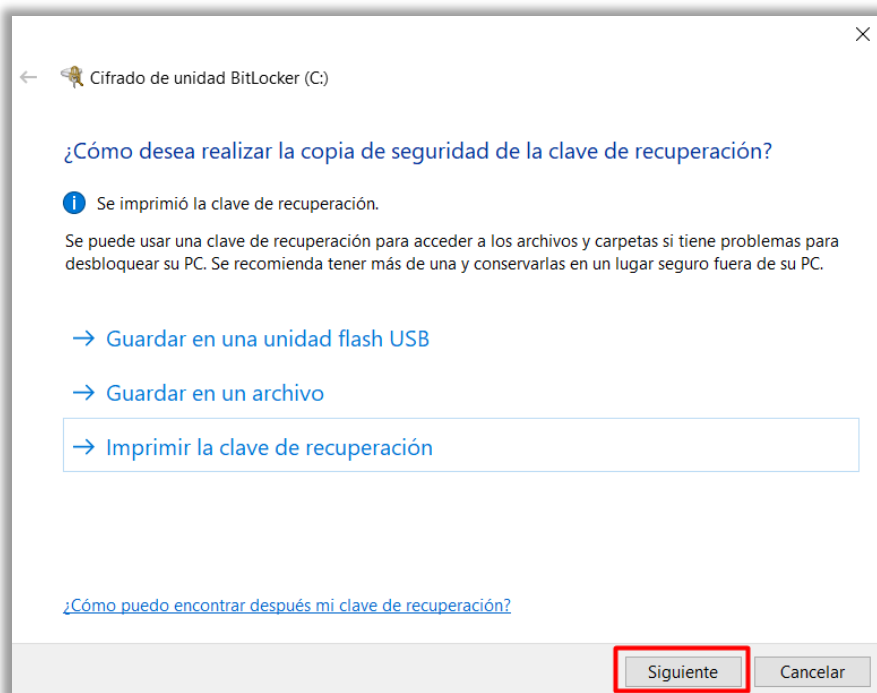 Cifrado de unidad BitLocker (C:)
¿Cómo desea realizar la copia de seguridad de la clave de recuperación?
Se imprimió la clave de recuperación.
Se puede usar una clave de recuperación para acceder a los archivos y carpetas si tiene problemas para
desbloquear su PC. Se recomienda tener más de una y conservarlas en un lugar seguro fuera de su PC.
Guardar en una unidad flash USB
Guardar en un archivo
Imprimir la clave de recuperación
¿Cómo puedo encontrar después mi clave de recuperación?
Siguiente
Cancelar